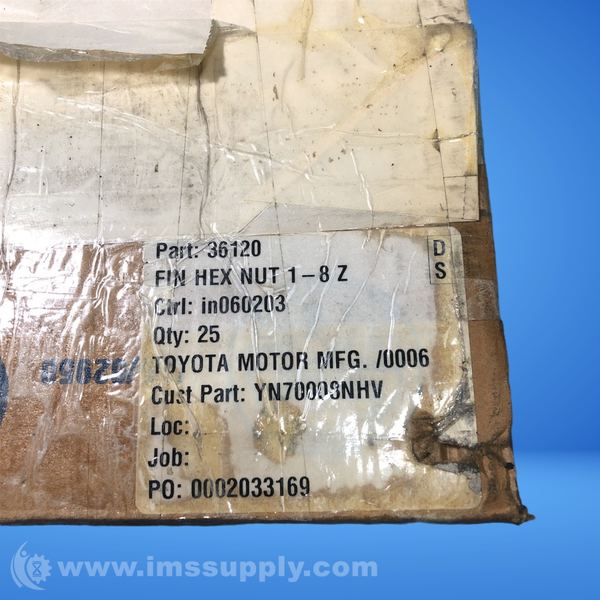 Part: 36120
FIN HEX NUT 1-8 Z
Ctrl: in060203
Qty: 25
TOYOTA MOTOR MFG. /0006
Cust Part: YN70008NHV
Loc:
Job:
PO: 0002033169
D
S
www.imssupply.com